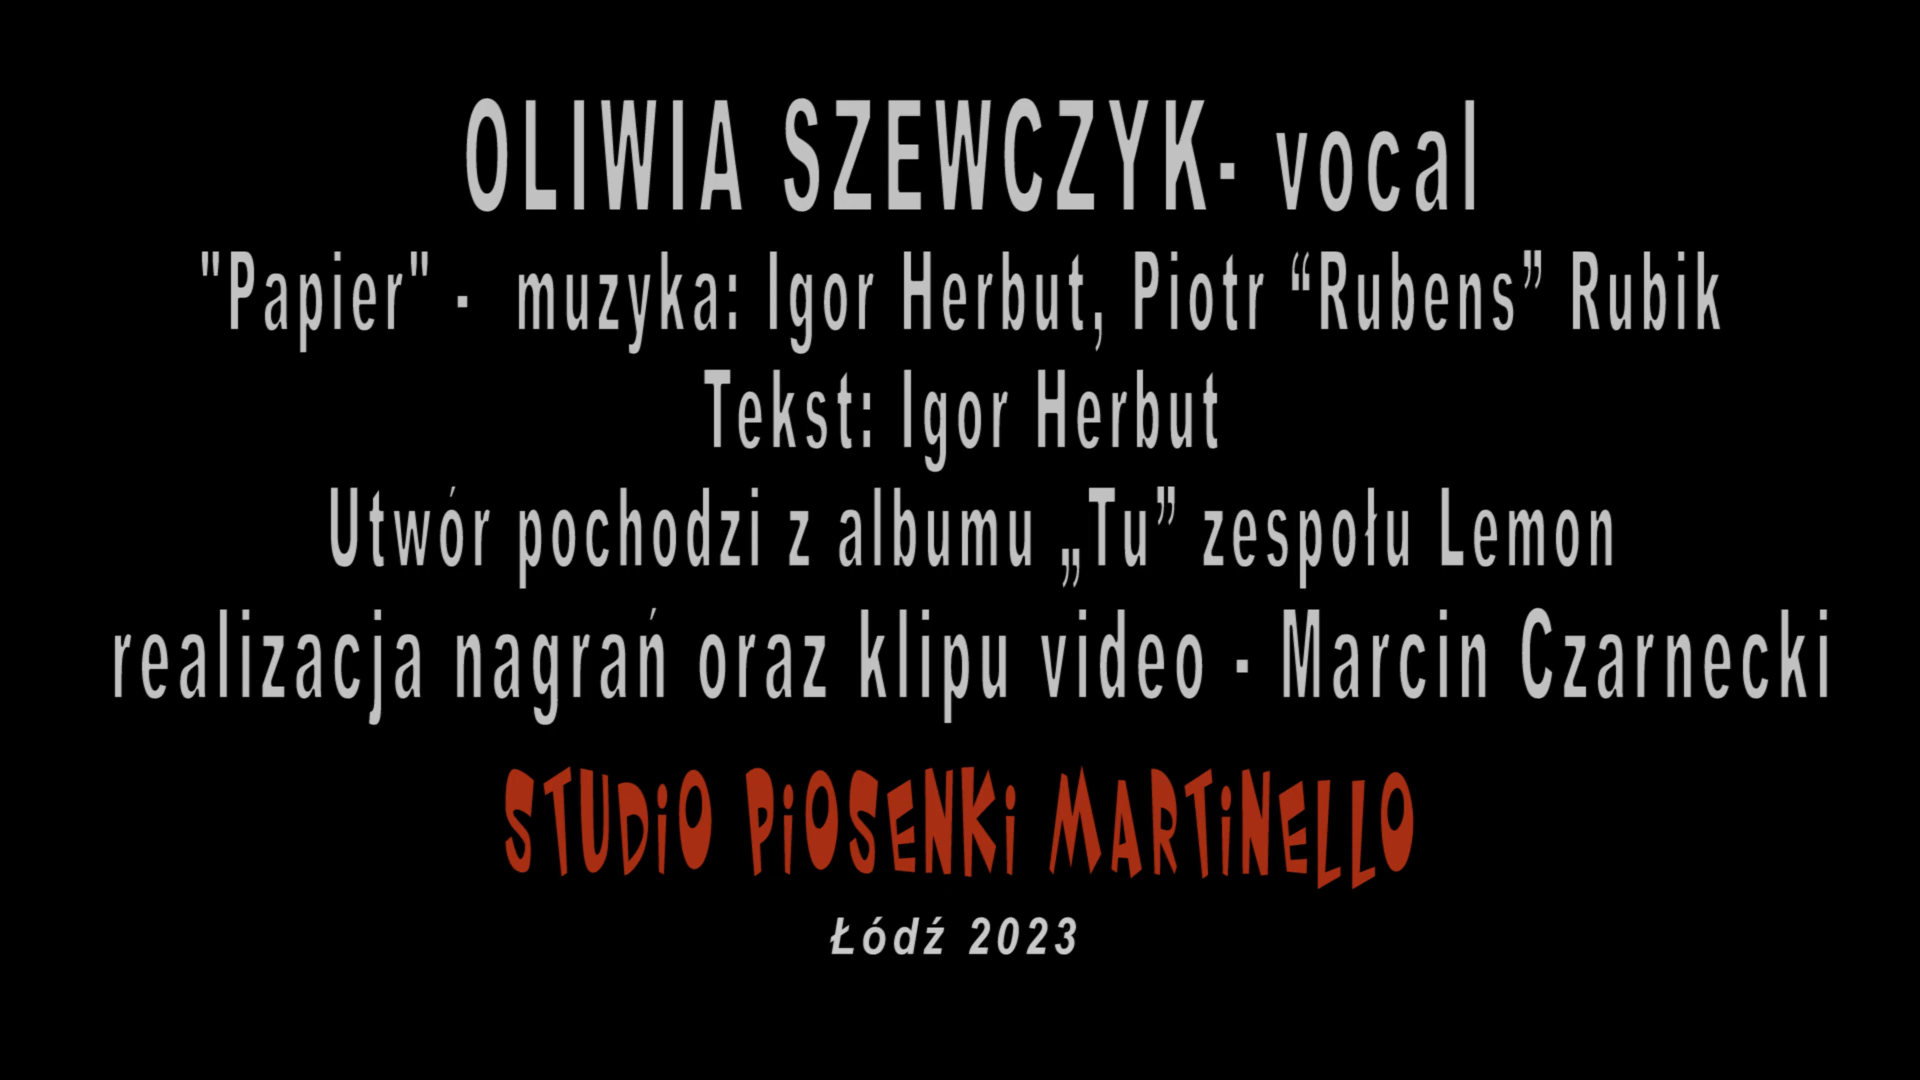 OLIWIA SZEWCZYK- vocal
"Papier" - muzyka: Igor Herbut, Piotr “Rubens” Rubik
Tekst: Igor Herbut
Utwór pochodzi z albumu „Tu” zespołu Lemon
realizacja nagrań oraz klipu video - Marcin Czarnecki
STUDiO PiOSENKi MARTiNELLO
Łódź 2023